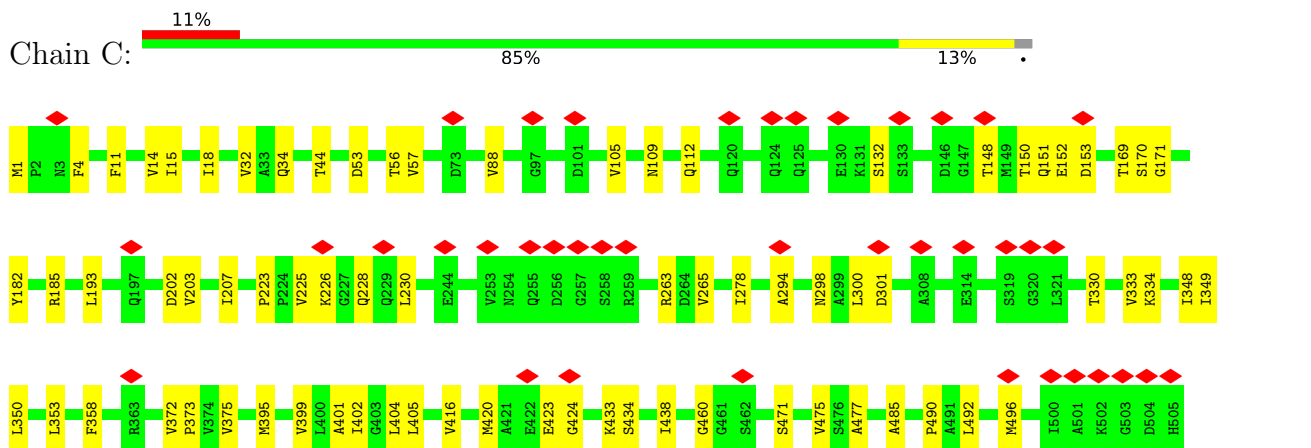 11%
Chain C:
85% 13% •
M1 P2 N3 F4 F11 V14 I15 I18 V32 A33 Q34 T44 D53 T56 V57 D73 V88 G97 D101 V105 N109 Q112 Q120 Q124 Q125 E130 K131 S132 S133 D146 G147 T148 M149 T150 Q151 E152 D153 T169 S170 G171
Y182 R185 L193 Q197 D202 V203 I207 P223 P224 V225 K226 G227 Q228 Q229 L230 E244 V253 N254 Q255 D256 G257 S258 R259 R263 D264 V265 I278 A294 N298 A299 L300 D301 A308 E314 S319 G320 L321 T330 V333 K334 I348 I349
L350 L353 F358 R363 V372 P373 V374 V375 M395 V399 L400 A401 I402 G403 L404 L405 V416 M420 A421 E422 E423 G424 K433 S434 I438 G460 G461 S462 S471 V475 S476 A477 A485 P490 A491 L492 M496 I500 A501 K502 G503 D504 H505